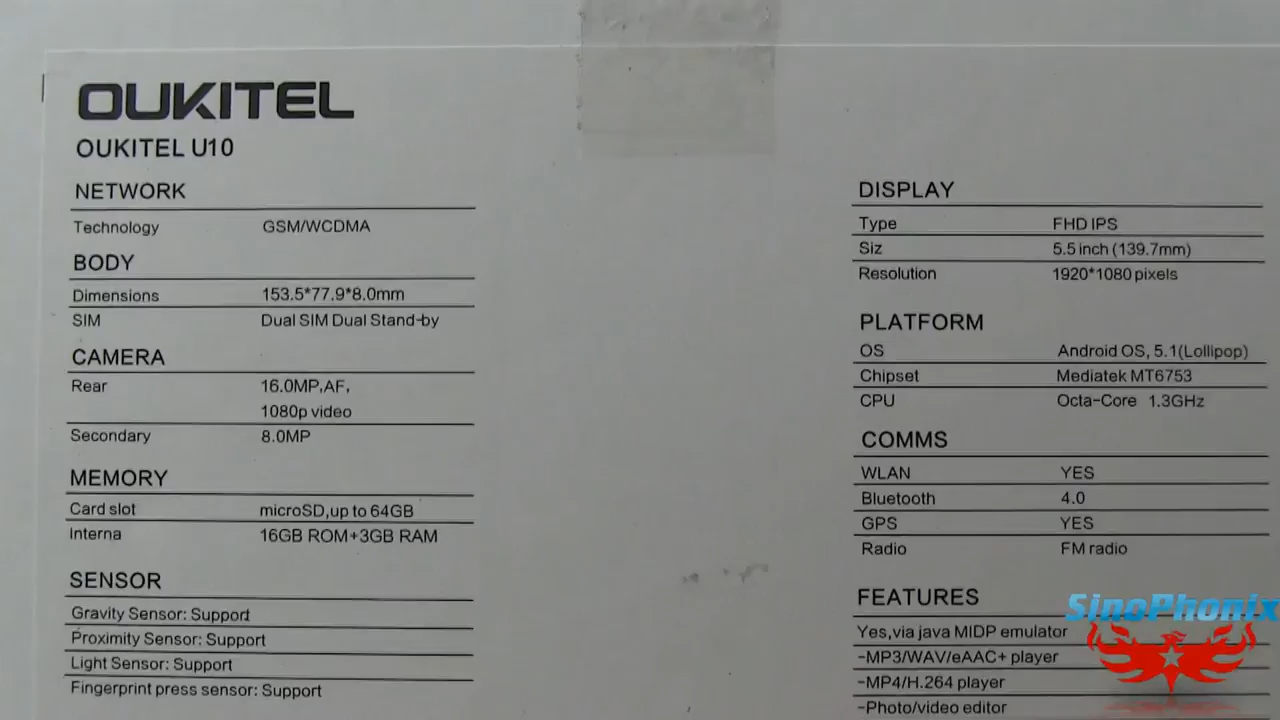 OUKITEL
OUKITEL U10
NETWORK
Technology GSM/WCDMA
BODY
Dimensions 153.5*77.9*8.0mm
SIM Dual SIM Dual Stand-by
CAMERA
Rear 16.0MP,AF,
1080p video
Secondary 8.0MP
MEMORY
Card slot microSD,up to 64GB
Interna 16GB ROM+3GB RAM
SENSOR
Gravity Sensor: Support
Proximity Sensor: Support
Light Sensor: Support
Fingerprint press sensor: Support
DISPLAY
Type FHD IPS
Siz 5.5 inch (139.7mm)
Resolution 1920*1080 pixels
PLATFORM
OS Android OS, 5.1(Lollipop)
Chipset Mediatek MT6753
CPU Octa-Core 1.3GHz
COMMS
WLAN YES
Bluetooth 4.0
GPS YES
Radio FM radio
FEATURES
Yes,via java MIDP emulator
-MP3/WAV/eAAC+ player
-MP4/H.264 player
-Photo/video editor
SinoPhonix